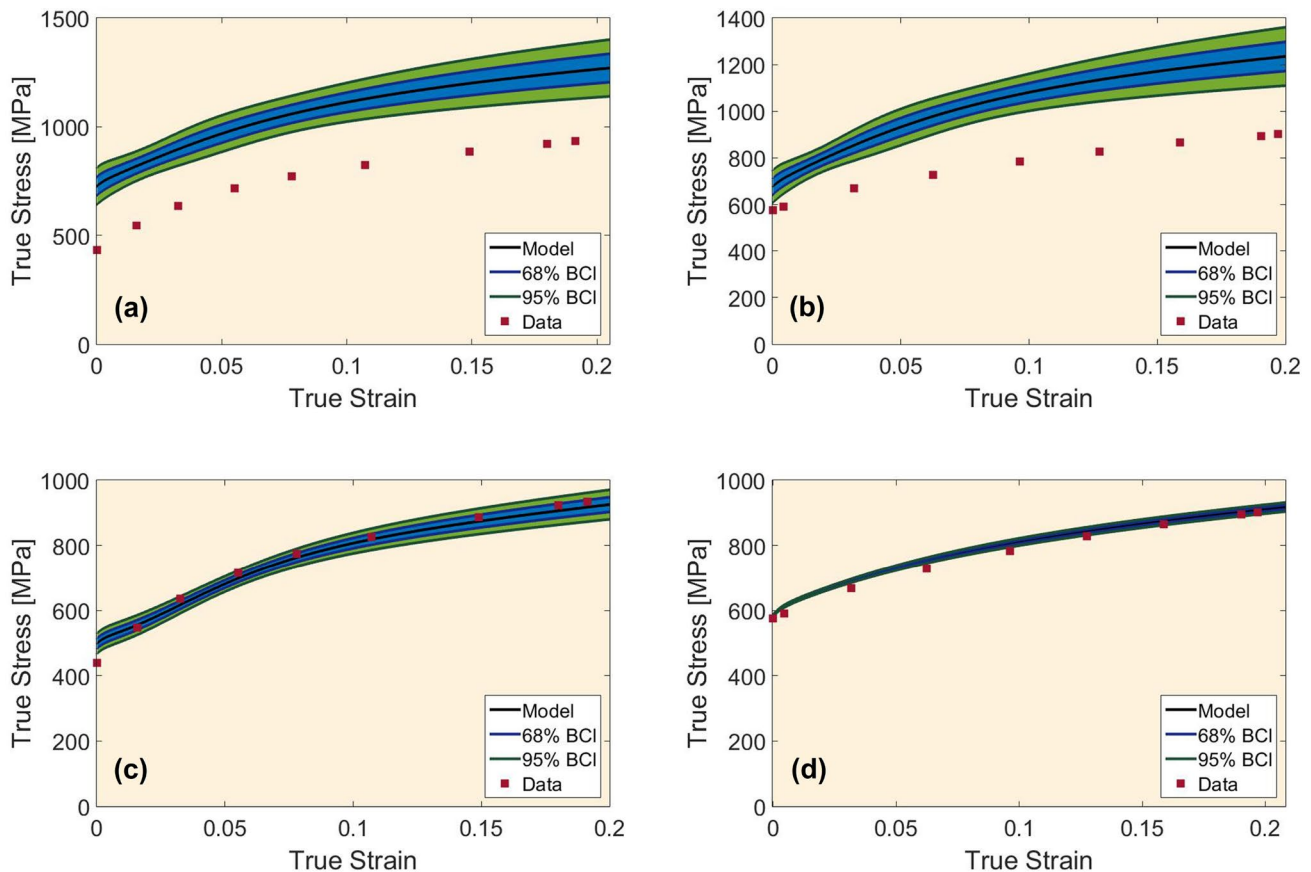 1500
1000
500
0
0
0.05
0.1
0.15
0.2
True Stress [MPa]
True Strain
Model
68% BCI
95% BCI
Data
(a)
1400
1200
1000
800
600
400
200
0
0
0.05
0.1
0.15
0.2
True Stress [MPa]
True Strain
Model
68% BCI
95% BCI
Data
(b)
1000
800
600
400
200
0
0
0.05
0.1
0.15
0.2
True Stress [MPa]
True Strain
Model
68% BCI
95% BCI
Data
(c)
1000
800
600
400
200
0
0
0.05
0.1
0.15
0.2
True Stress [MPa]
True Strain
Model
68% BCI
95% BCI
Data
(d)